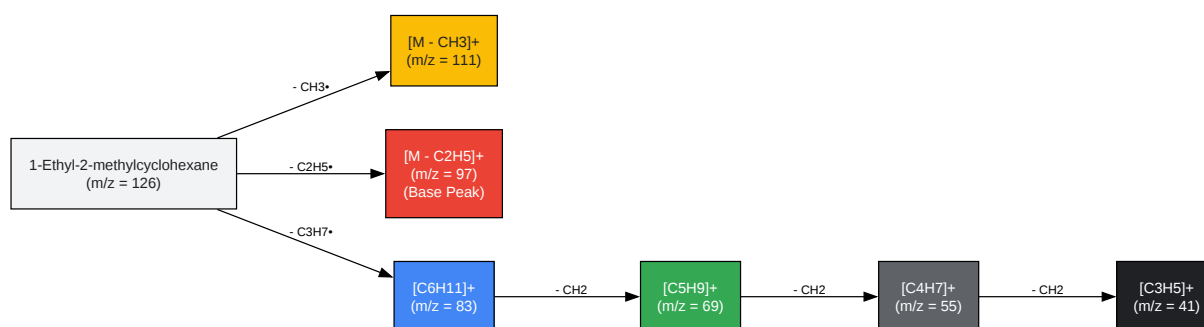 [M - CH3]+
(m/z = 111)
- CH3•
1-Ethyl-2-methylcyclohexane
(m/z = 126)
- C2H5•
[M - C2H5]+
(m/z = 97)
(Base Peak)
- C3H7•
[C6H11]+
(m/z = 83)
- CH2
[C5H9]+
(m/z = 69)
- CH2
[C4H7]+
(m/z = 55)
- CH2
[C3H5]+
(m/z = 41)